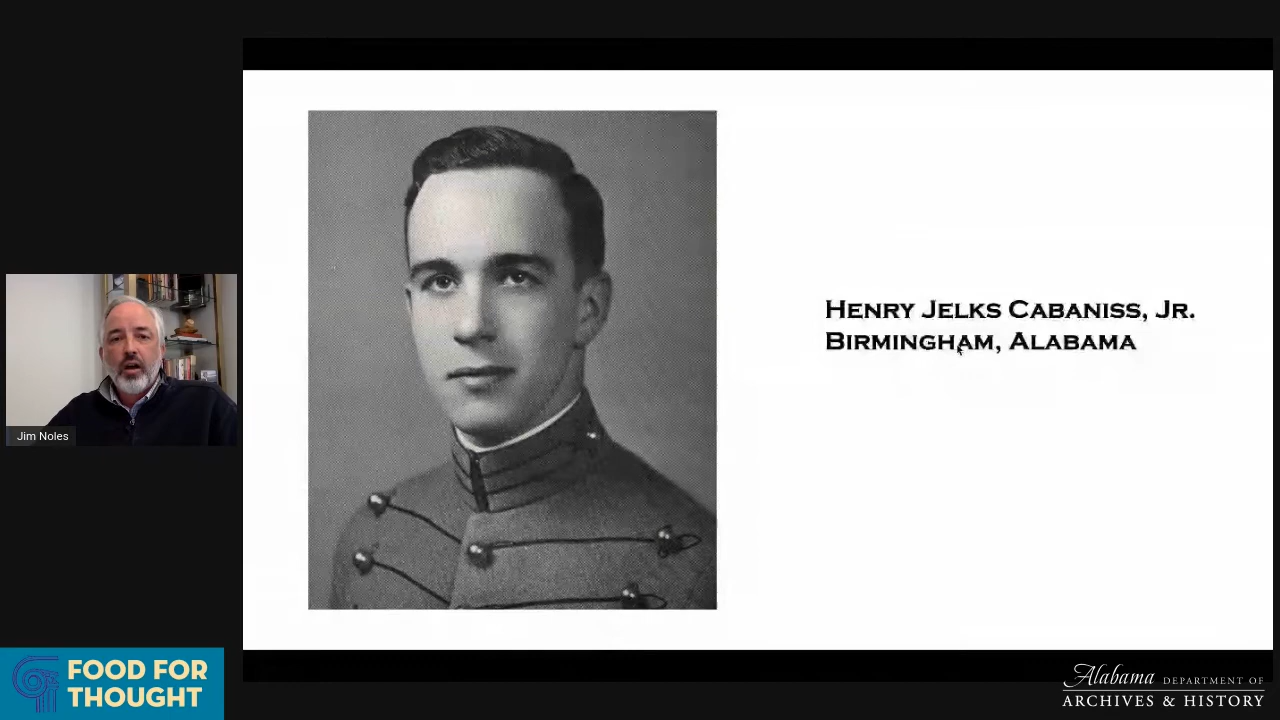 HENRY JELKS CABANISS, JR.
BIRMINGHAM, ALABAMA
Jim Noles
FOOD FOR
THOUGHT
Alabama DEPARTMENT OF
ARCHIVES & HISTORY